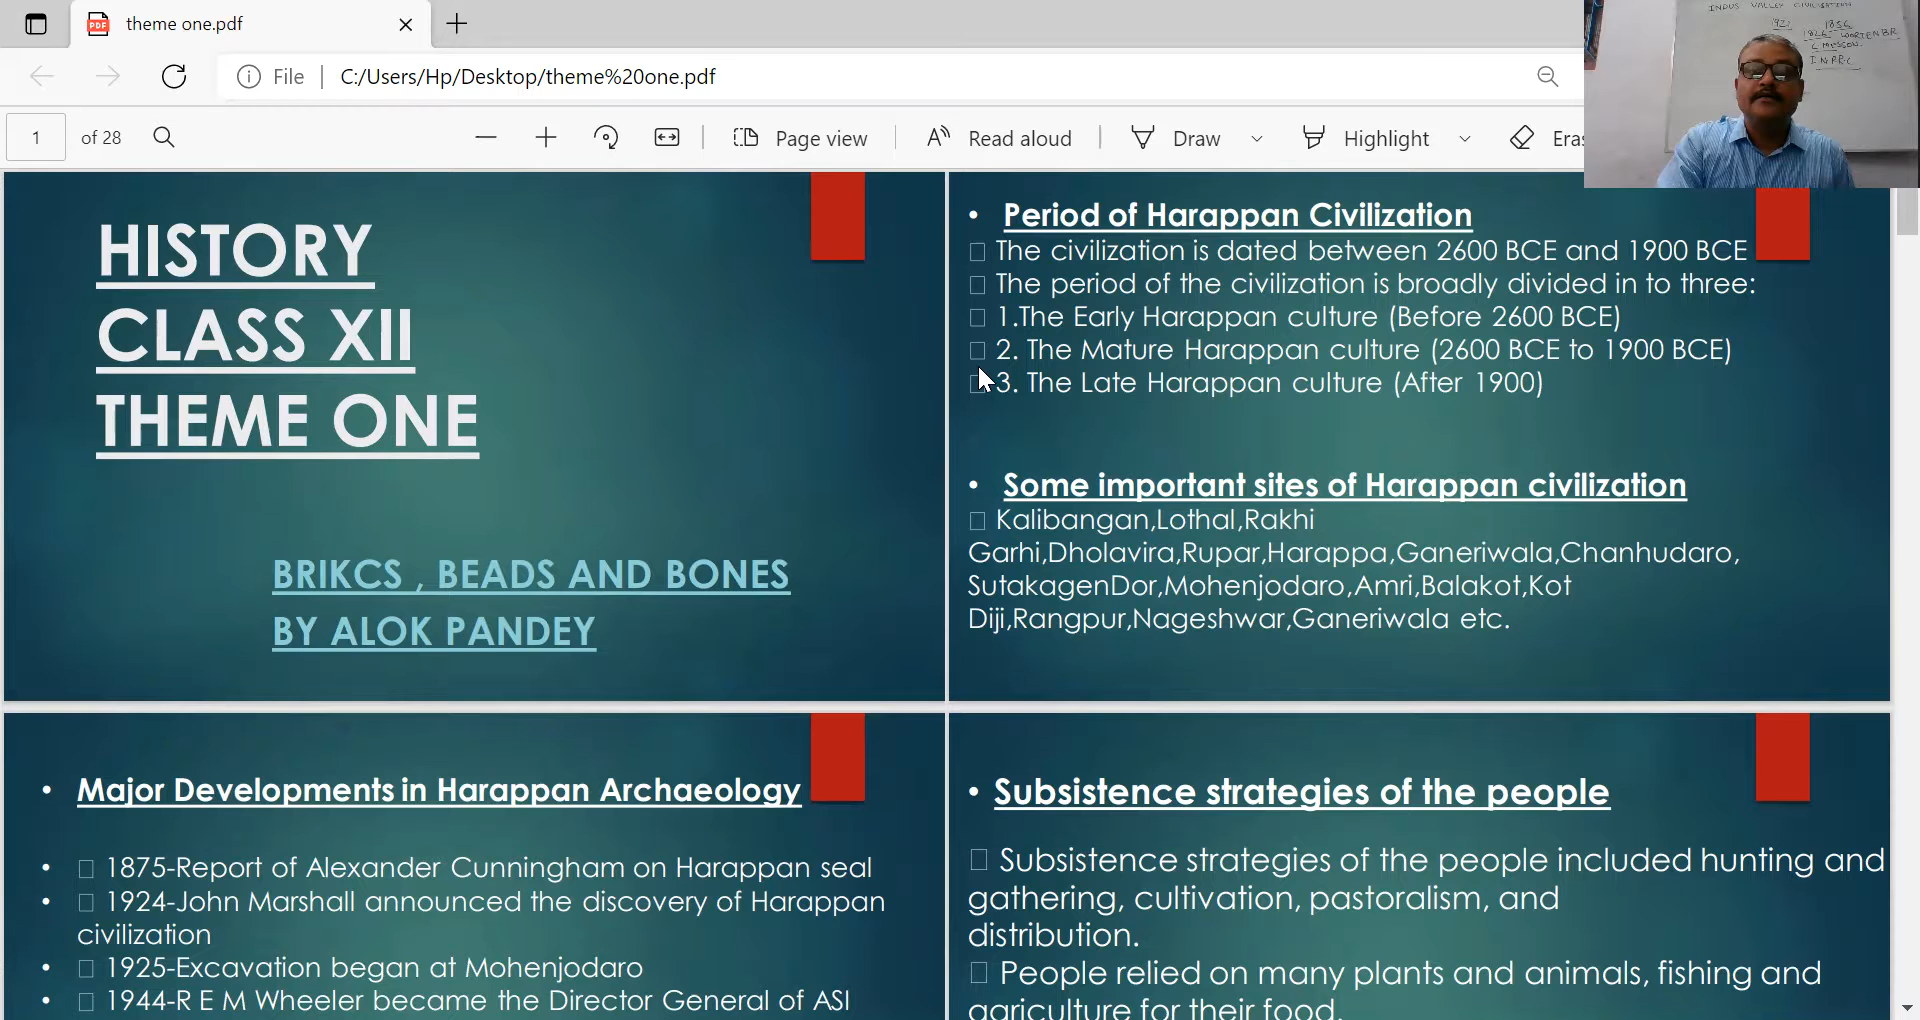 theme one.pdf
File
C:/Users/Hp/Desktop/theme%20one.pdf
1 of 28
Page view
Read aloud
Draw
Highlight
Eras
INDUS VALLEY CIVILISATION
1856
HISTORY
CLASS XII
THEME ONE
BRIKCS , BEADS AND BONES
BY ALOK PANDEY
• Period of Harappan Civilization
The civilization is dated between 2600 BCE and 1900 BCE
The period of the civilization is broadly divided in to three:
1.The Early Harappan culture (Before 2600 BCE)
2. The Mature Harappan culture (2600 BCE to 1900 BCE)
3. The Late Harappan culture (After 1900)
• Some important sites of Harappan civilization
Kalibangan,Lothal,Rakhi
Garhi,Dholavira,Rupar,Harappa,Ganeriwala,Chanhudaro,
SutakagenDor,Mohenjodaro,Amri,Balakot,Kot
Diji,Rangpur,Nageshwar,Ganeriwala etc.
• Major Developments in Harappan Archaeology
• 1875-Report of Alexander Cunningham on Harappan seal
• 1924-John Marshall announced the discovery of Harappan
civilization
• 1925-Excavation began at Mohenjodaro
• 1944-R E M Wheeler became the Director General of ASI
• Subsistence strategies of the people
Subsistence strategies of the people included hunting and
gathering, cultivation, pastoralism, and
distribution.
People relied on many plants and animals, fishing and
agriculture for their food.